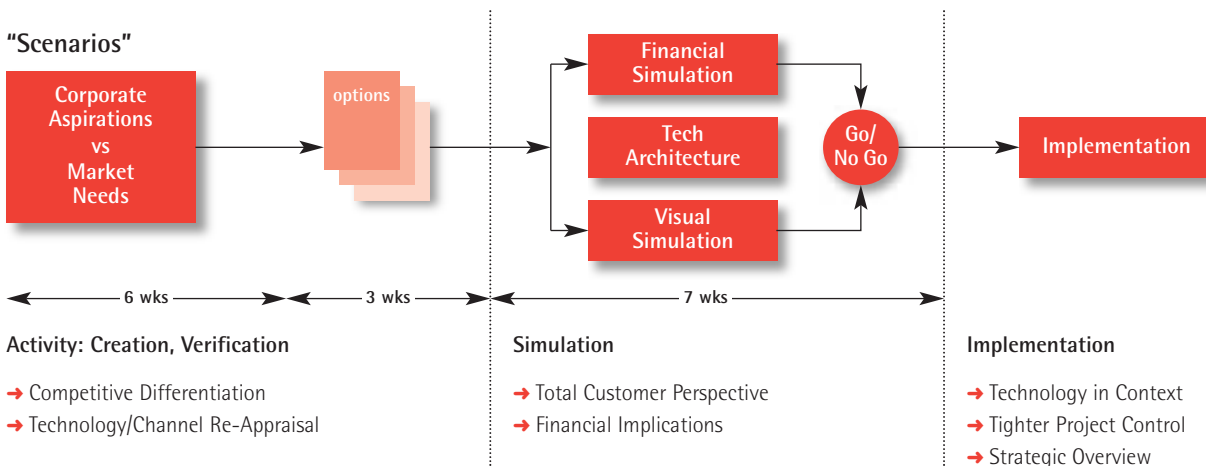 "Scenarios"
Corporate
Aspirations
vs
Market
Needs
options
Financial
Simulation
Tech
Architecture
Visual
Simulation
Go/
No Go
Implementation
6 wks
3 wks
7 wks
Activity: Creation, Verification
→ Competitive Differentiation
→ Technology/Channel Re-Appraisal
Simulation
→ Total Customer Perspective
→ Financial Implications
Implementation
→ Technology in Context
→ Tighter Project Control
→ Strategic Overview